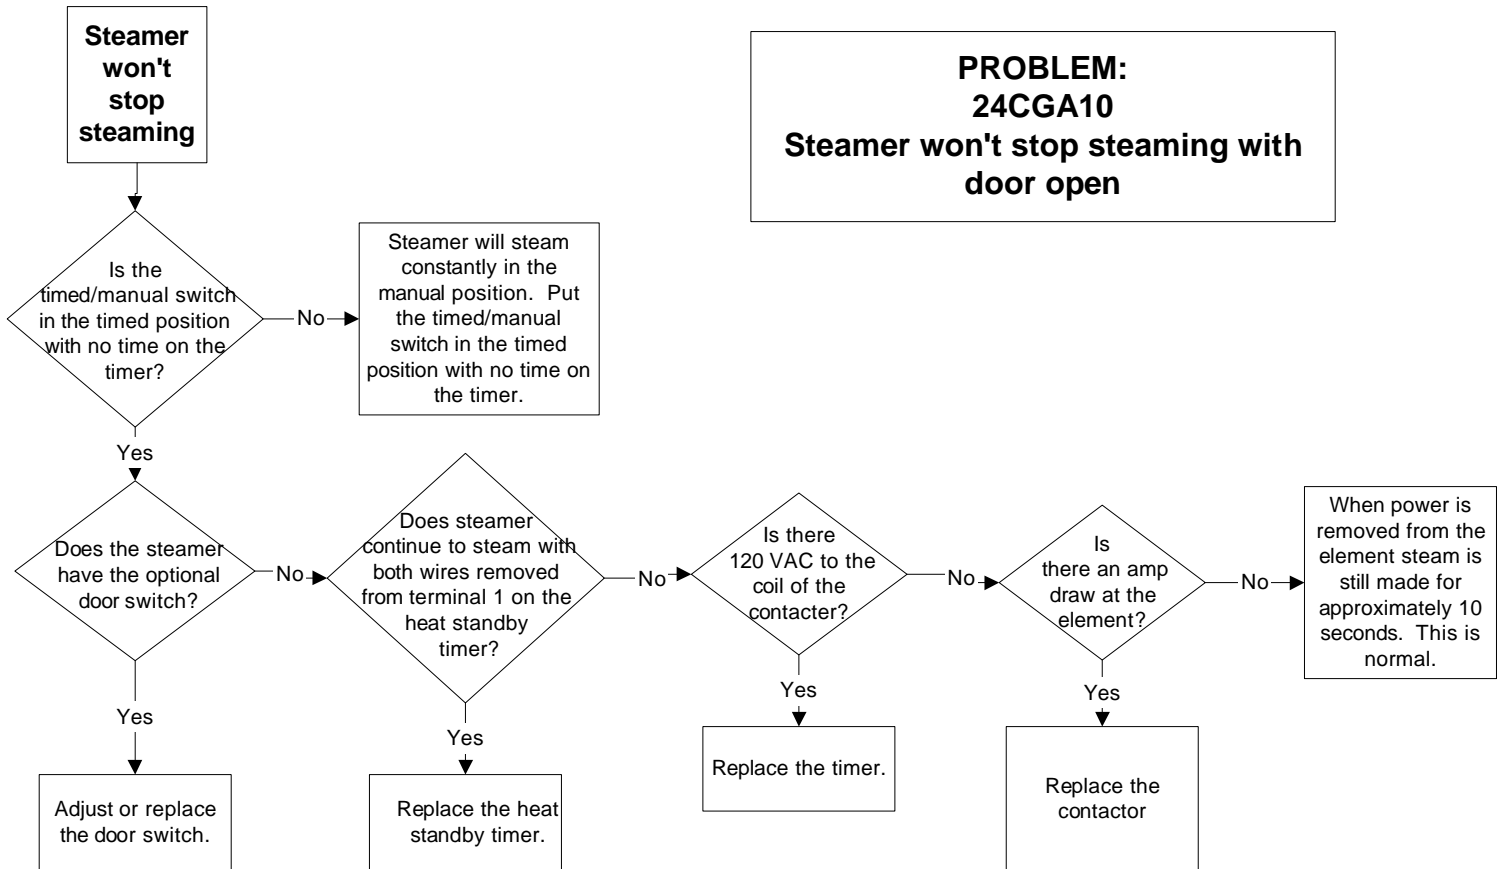 Steamer
won't
stop
steaming
PROBLEM:
24CGA10
Steamer won't stop steaming with
door open
Is the
timed/manual switch
in the timed position
with no time on the
timer?
No
Steamer will steam
constantly in the
manual position. Put
the timed/manual
switch in the timed
position with no time on
the timer.
Yes
Does the steamer
have the optional
door switch?
No
Does steamer
continue to steam with
both wires removed
from terminal 1 on the
heat standby
timer?
No
Is there
120 VAC to the
coil of the
contacter?
No
Is
there an amp
draw at the
element?
No
When power is
removed from the
element steam is
still made for
approximately 10
seconds. This is
normal.
Yes
Yes
Yes
Yes
Adjust or replace
the door switch.
Replace the heat
standby timer.
Replace the timer.
Replace the
contactor